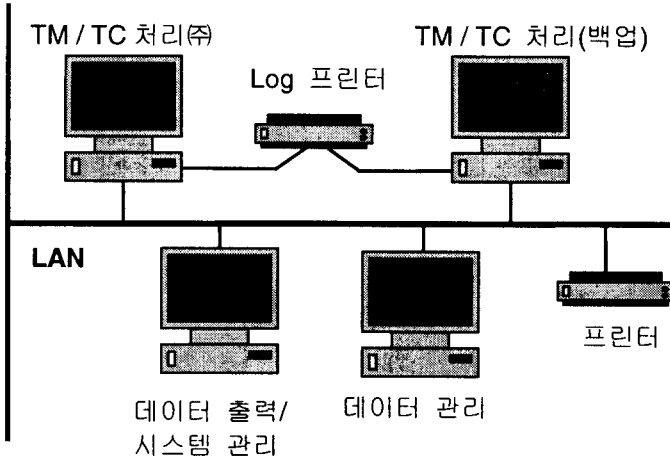 TM / TC 처리㈜
TM / TC 처리(백업)
Log 프린터
LAN
프린터
데이터 출력/
시스템 관리
데이터 관리